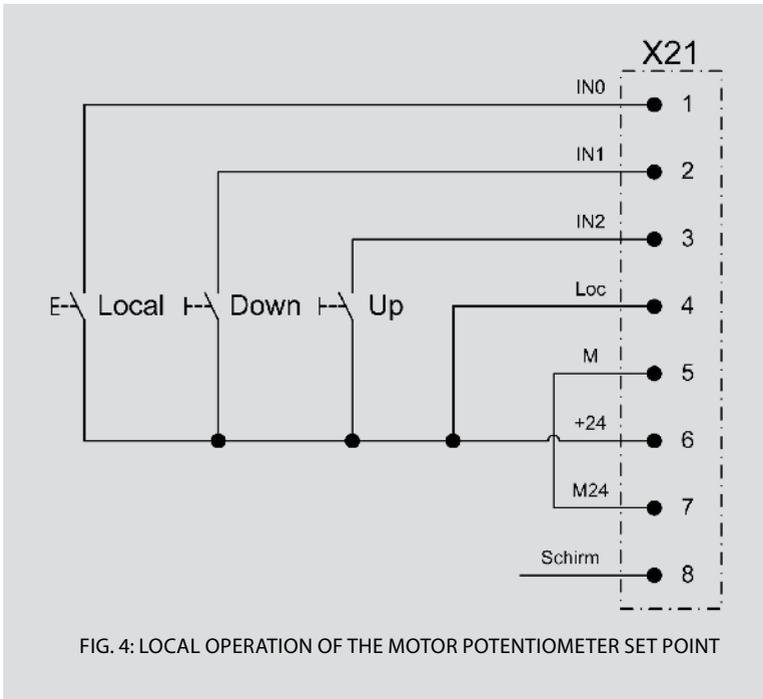 X21
IN0 1
IN1 2
IN2 3
Local Down Up
Loc 4
M 5
+24 6
M24 7
Schirm 8
FIG. 4: LOCAL OPERATION OF THE MOTOR POTENTIOMETER SET POINT